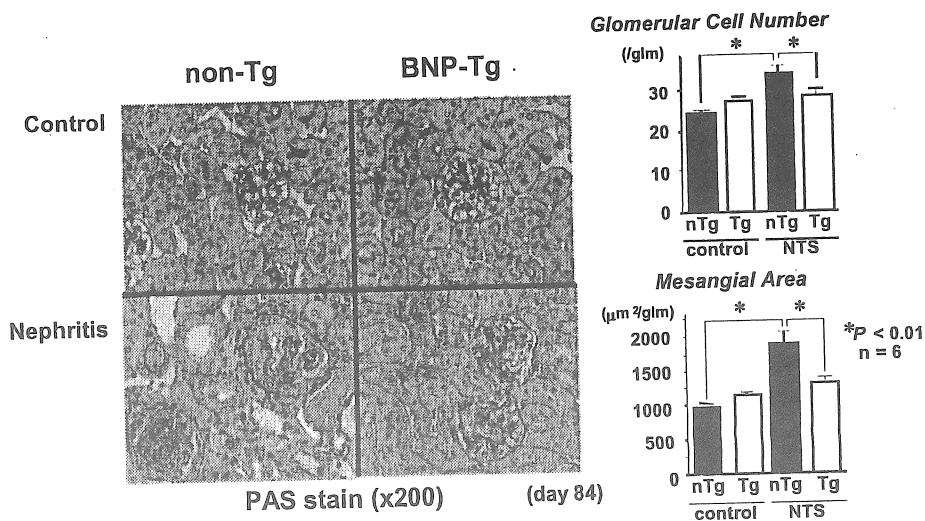 non-Tg BNP-Tg
Control
Nephritis
PAS stain (x200) (day 84)
Glomerular Cell Number
(/glm)
*
*
30
20
10
0
nTg Tg nTg Tg
control NTS
Mesangial Area
(μm²/glm)
*
*
2000
1500
1000
500
0
*P < 0.01
n = 6
nTg Tg nTg Tg
control NTS